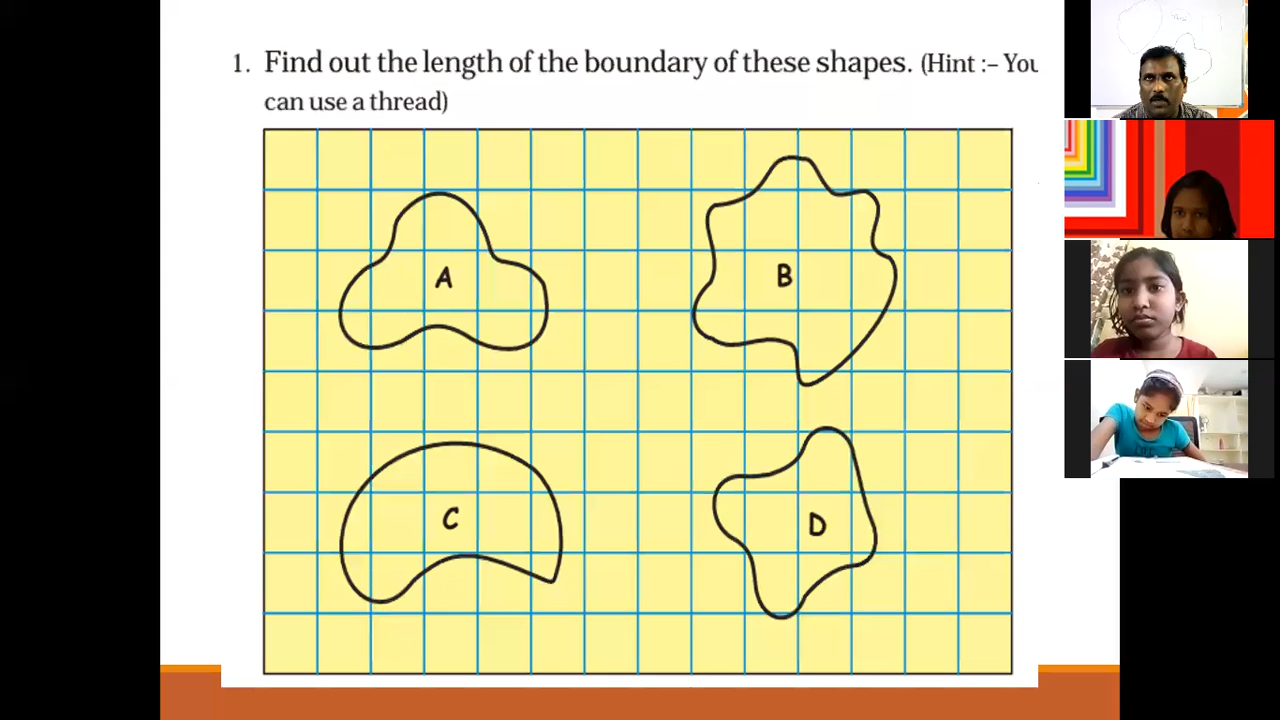 1. Find out the length of the boundary of these shapes. (Hint :– You
can use a thread)
A
B
C
D